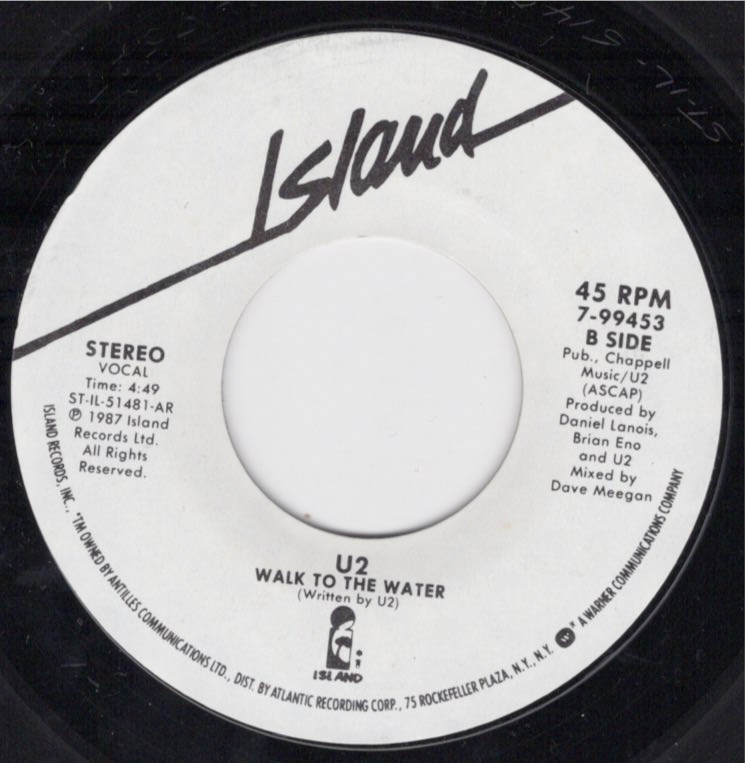 Island
STEREO
VOCAL
Time: 4:49
ST-IL-51481-AR
℗ 1987 Island
Records Ltd.
All Rights
Reserved.
45 RPM
7-99453
B SIDE
Pub., Chappell
Music/U2
(ASCAP)
Produced by
Daniel Lanois,
Brian Eno
and U2
Mixed by
Dave Meegan
U2
WALK TO THE WATER
(Written by U2)
i
ISLAND
ISLAND RECORDS, INC., *TM OWNED BY ANTILLES COMMUNICATIONS LTD., DIST. BY ATLANTIC RECORDING CORP., 75 ROCKEFELLER PLAZA, N.Y., N.Y. W* A WARNER COMMUNICATIONS COMPANY
ST-IL-514